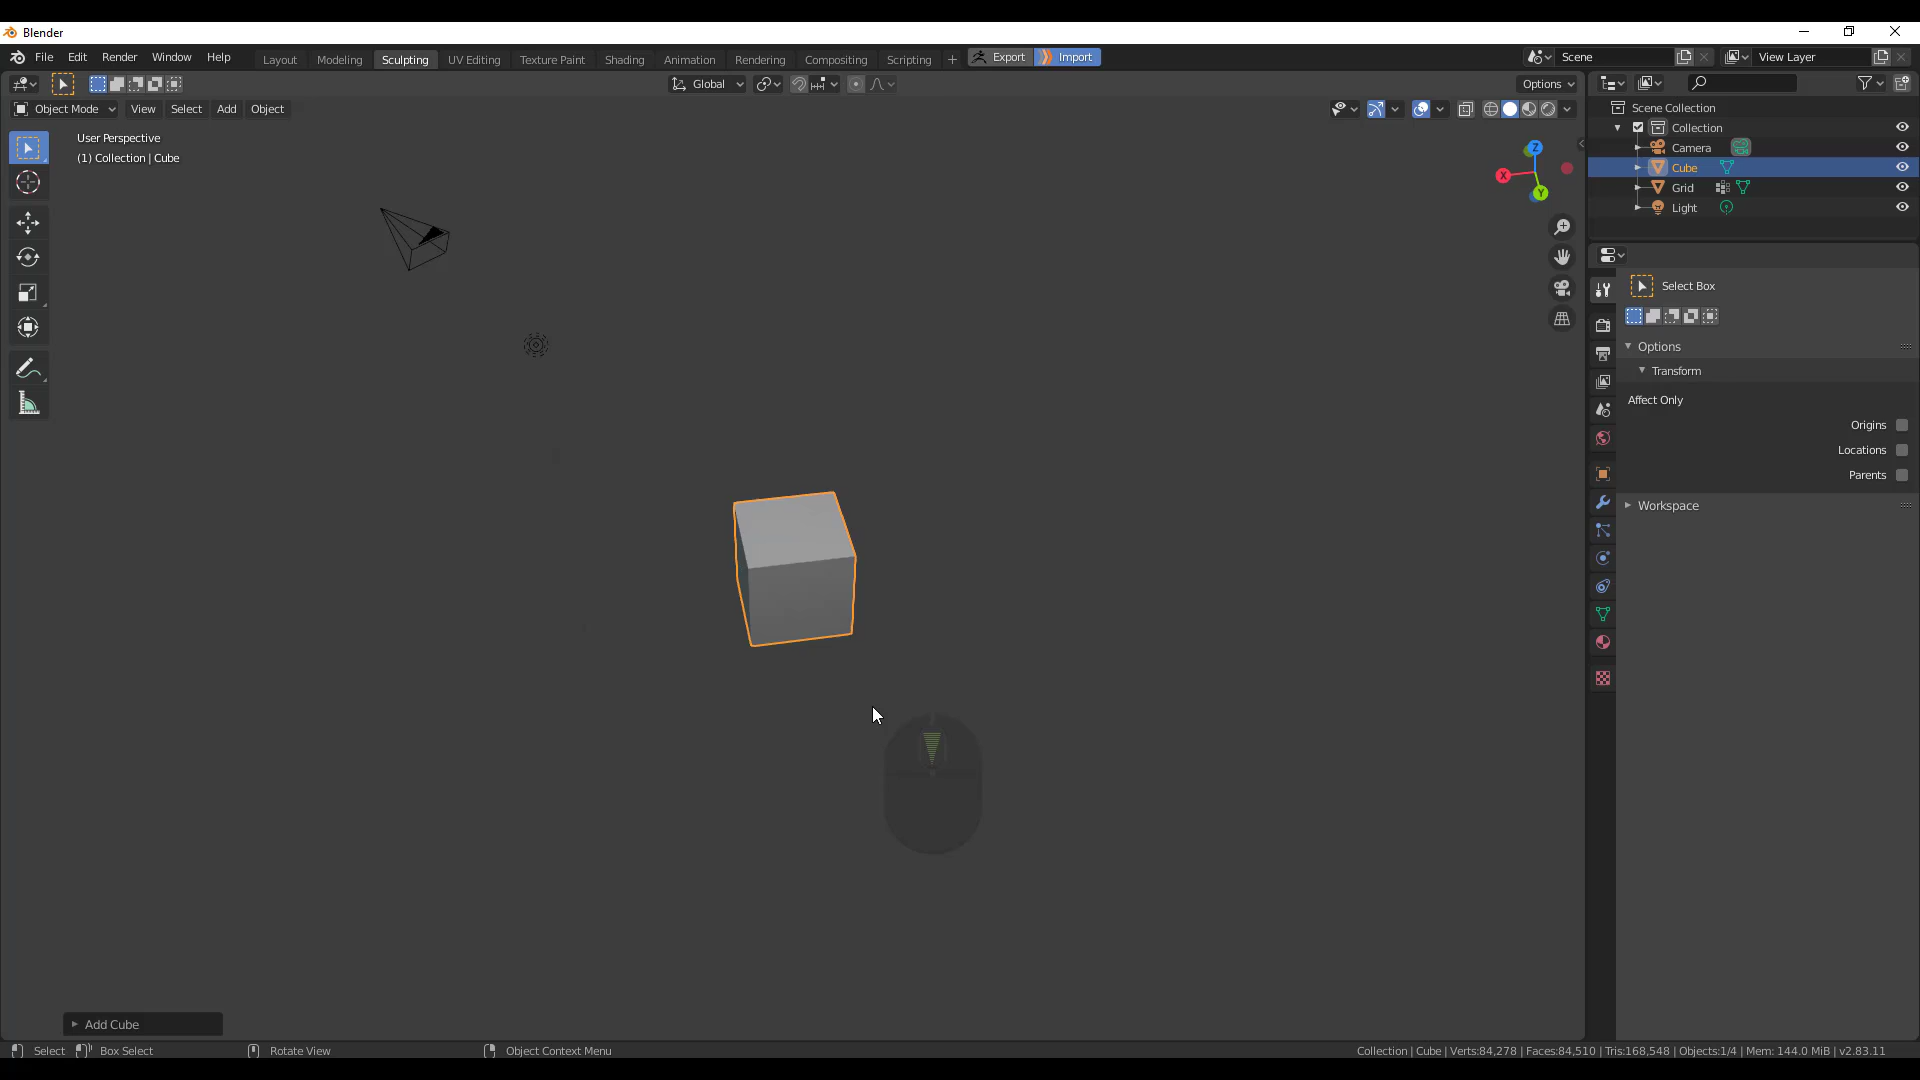 Blender
File Edit Render Window Help Layout Modeling Sculpting UV Editing Texture Paint Shading Animation Rendering Compositing Scripting + Export Import Scene View Layer
Global Options
Object Mode View Select Add Object
User Perspective
(1) Collection | Cube
Z
X
Y
Scene Collection
Collection
Camera
Cube
Grid
Light
Select Box
Options
Transform
Affect Only
Origins
Locations
Parents
Workspace
Add Cube
Select Box Select Rotate View Object Context Menu Collection | Cube | Verts:84,278 | Faces:84,510 | Tris:168,548 | Objects:1/4 | Mem: 144.0 MiB | v2.83.11